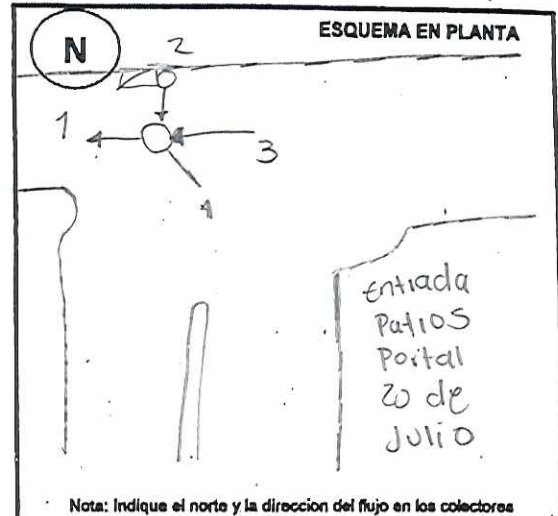 ESQUEMA EN PLANTA
N
2
1
3
4
Entrada
Patios
Portal
20 de
Julio
Nota: Indique el norte y la direccion del flujo en los colectores